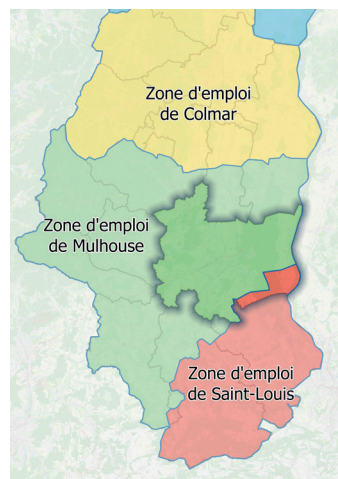 Zone d'emploi
de Colmar
Zone d'emploi
de Mulhouse
Zone d'emploi
de Saint-Louis